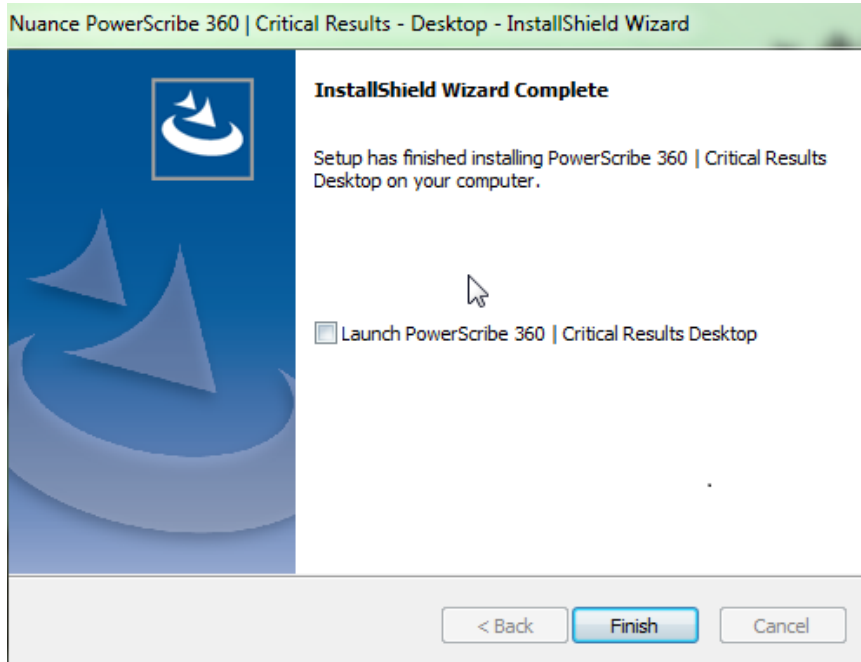 Nuance PowerScribe 360 | Critical Results - Desktop - InstallShield Wizard
InstallShield Wizard Complete
Setup has finished installing PowerScribe 360 | Critical Results
Desktop on your computer.
Launch PowerScribe 360 | Critical Results Desktop
< Back
Finish
Cancel